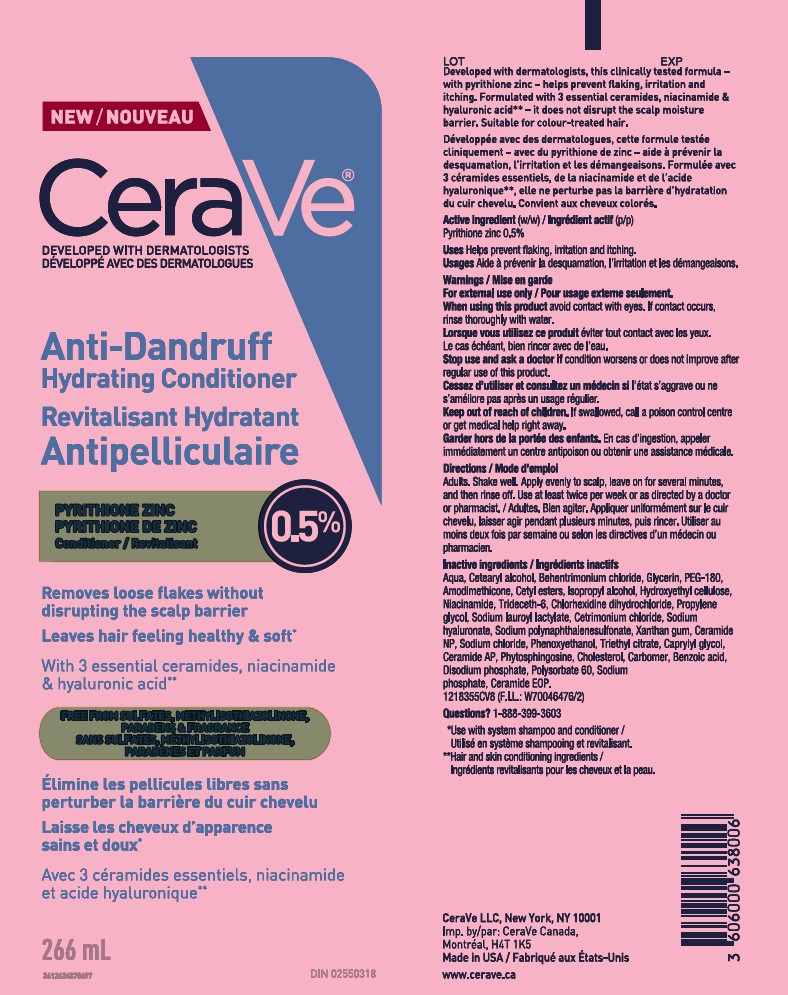 NEW / NOUVEAU
CeraVe®
DEVELOPED WITH DERMATOLOGISTS
DÉVELOPPÉ AVEC DES DERMATOLOGUES
Anti-Dandruff
Hydrating Conditioner
Revitalisant Hydratant
Antipelliculaire
PYRITHIONE ZINC
PYRITHIONE DE ZINC
Conditioner / Revitalisant
0.5%
Removes loose flakes without
disrupting the scalp barrier
Leaves hair feeling healthy & soft*
With 3 essential ceramides, niacinamide
& hyaluronic acid**
FREE FROM SULFATES, METHYLISOTHIAZOLINONE,
PARABENS & FRAGRANCE
SANS SULFATES, METHYLISOTHIAZOLINONE,
PARABÈNES ET PARFUM
Élimine les pellicules libres sans
perturber la barrière du cuir chevelu
Laisse les cheveux d'apparence
sains et doux*
Avec 3 céramides essentiels, niacinamide
et acide hyaluronique**
266 mL
3612624270697
DIN 02550318
LOT EXP
Developed with dermatologists, this clinically tested formula –
with pyrithione zinc – helps prevent flaking, irritation and
itching. Formulated with 3 essential ceramides, niacinamide &
hyaluronic acid** – it does not disrupt the scalp moisture
barrier. Suitable for colour-treated hair.
Développée avec des dermatologues, cette formule testée
cliniquement – avec du pyrithione de zinc – aide à prévenir la
desquamation, l'irritation et les démangeaisons. Formulée avec
3 céramides essentiels, de la niacinamide et de l'acide
hyaluronique**, elle ne perturbe pas la barrière d'hydratation
du cuir chevelu. Convient aux cheveux colorés.
Active ingredient (w/w) / Ingrédient actif (p/p)
Pyrithione zinc 0.5%
Uses Helps prevent flaking, irritation and itching.
Usages Aide à prévenir la desquamation, l'irritation et les démangeaisons.
Warnings / Mise en garde
For external use only / Pour usage externe seulement.
When using this product avoid contact with eyes. If contact occurs,
rinse thoroughly with water.
Lorsque vous utilisez ce produit éviter tout contact avec les yeux.
Le cas échéant, bien rincer avec de l'eau.
Stop use and ask a doctor if condition worsens or does not improve after
regular use of this product.
Cessez d'utiliser et consultez un médecin si l'état s'aggrave ou ne
s'améliore pas après un usage régulier.
Keep out of reach of children. If swallowed, call a poison control centre
or get medical help right away.
Garder hors de la portée des enfants. En cas d'ingestion, appeler
immédiatement un centre antipoison ou obtenir une assistance médicale.
Directions / Mode d'emploi
Adults. Shake well. Apply evenly to scalp, leave on for several minutes,
and then rinse off. Use at least twice per week or as directed by a doctor
or pharmacist. / Adultes. Bien agiter. Appliquer uniformément sur le cuir
chevelu, laisser agir pendant plusieurs minutes, puis rincer. Utiliser au
moins deux fois par semaine ou selon les directives d'un médecin ou
pharmacien.
Inactive ingredients / Ingrédients inactifs
Aqua, Cetearyl alcohol, Behentrimonium chloride, Glycerin, PEG-180,
Amodimethicone, Cetyl esters, Isopropyl alcohol, Hydroxyethyl cellulose,
Niacinamide, Trideceth-6, Chlorhexidine dihydrochloride, Propylene
glycol, Sodium lauroyl lactylate, Cetrimonium chloride, Sodium
hyaluronate, Sodium polynaphthalenesulfonate, Xanthan gum, Ceramide
NP, Sodium chloride, Phenoxyethanol, Triethyl citrate, Caprylyl glycol,
Ceramide AP, Phytosphingosine, Cholesterol, Carbomer, Benzoic acid,
Disodium phosphate, Polysorbate 60, Sodium
phosphate, Ceramide EOP.
1218355CV8 (F.I.L.: W70046476/2)
Questions? 1-888-399-3603
*Use with system shampoo and conditioner /
Utilisé en système shampooing et revitalisant.
**Hair and skin conditioning ingredients /
Ingrédients revitalisants pour les cheveux et la peau.
CeraVe LLC, New York, NY 10001
Imp. by/par: CeraVe Canada,
Montréal, H4T 1K5
Made in USA / Fabriqué aux États-Unis
www.cerave.ca
3 606000 638006